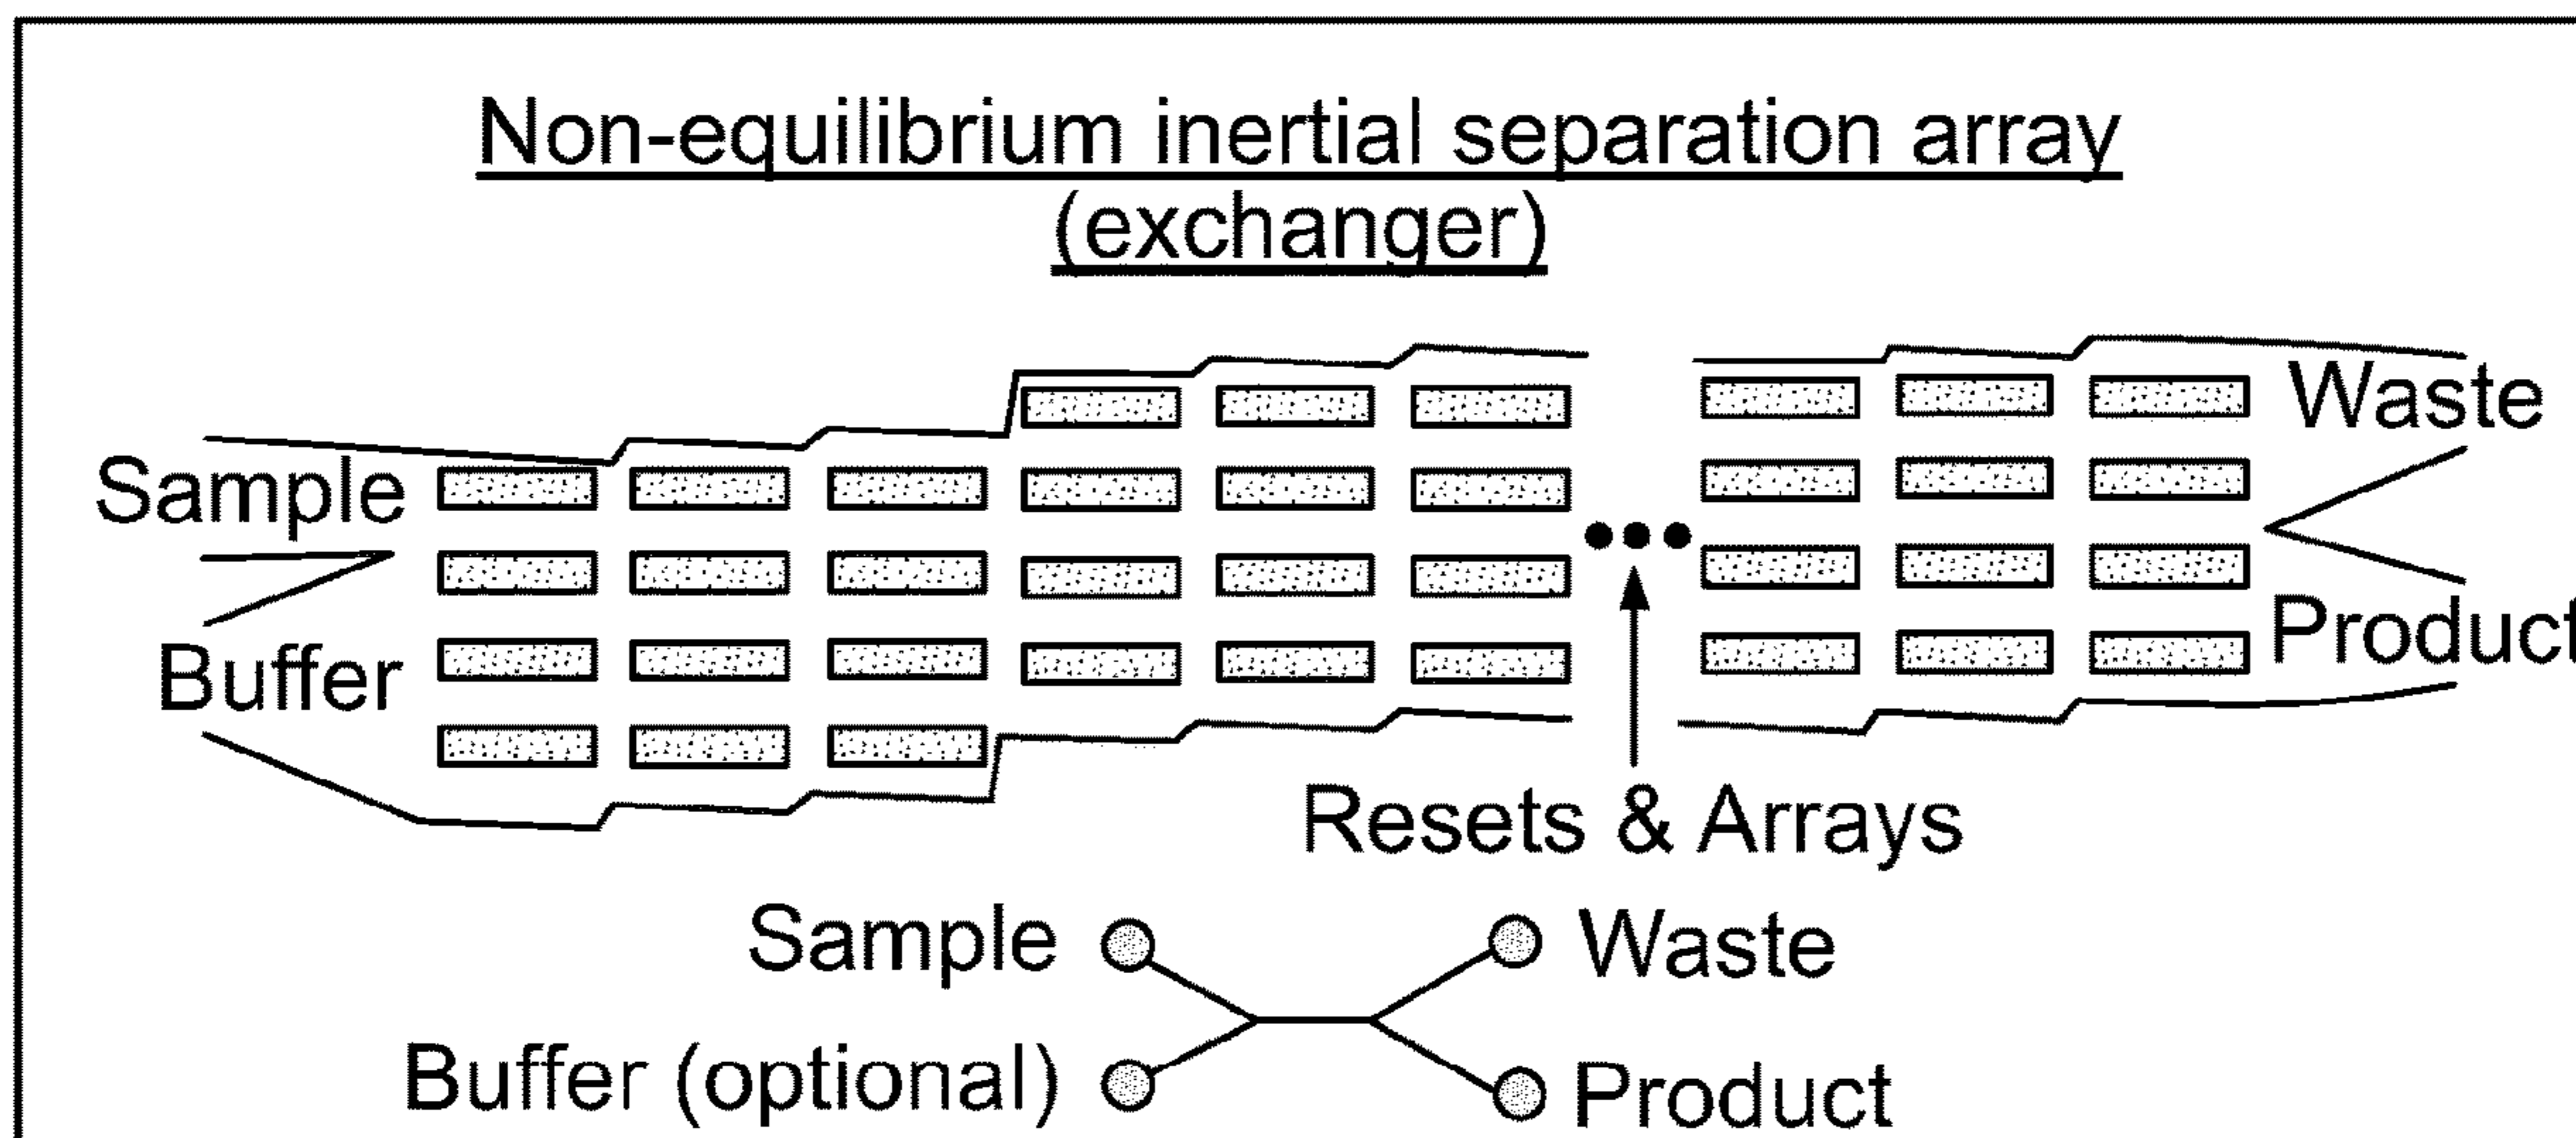 Non-equilibrium inertial separation array
(exchanger)
Sample
Buffer
Waste
Product
Resets & Arrays
Sample
Waste
Buffer (optional)
Product